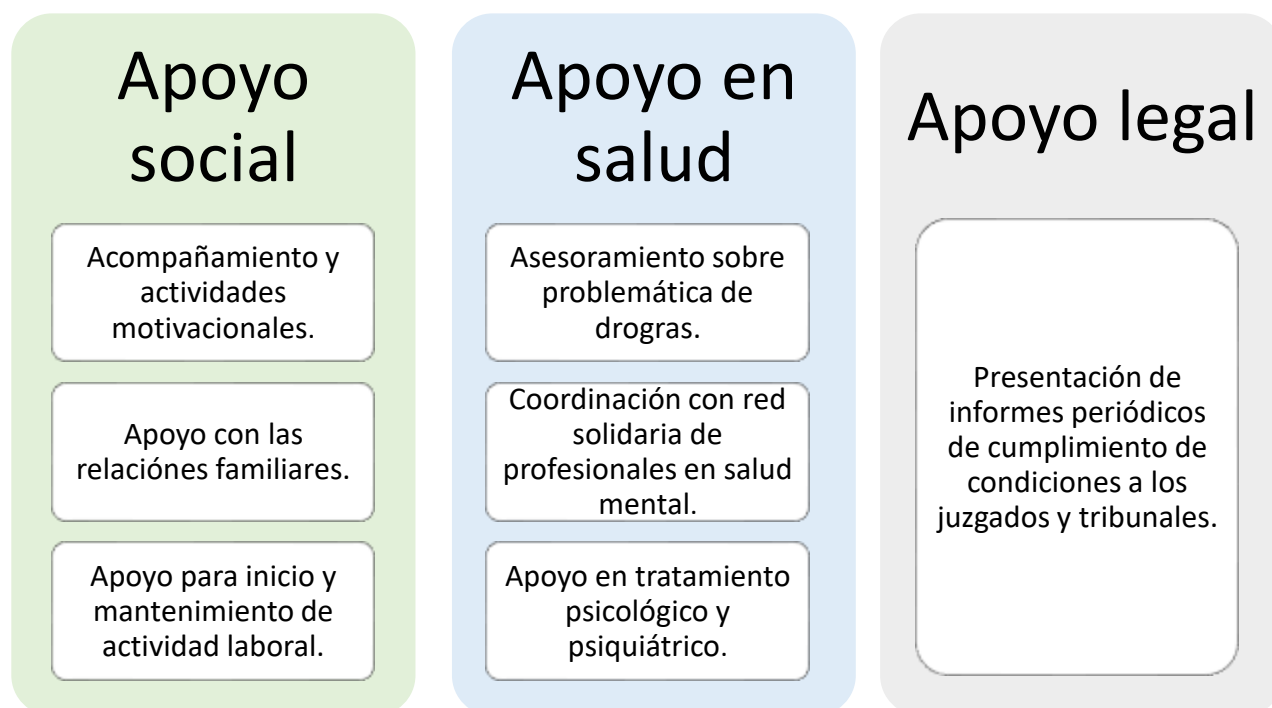 Apoyo
social
Acompañamiento y
actividades
motivacionales.
Apoyo con las
relaciónes familiares.
Apoyo para inicio y
mantenimiento de
actividad laboral.
Apoyo en
salud
Asesoramiento sobre
problemática de
drogras.
Coordinación con red
solidaria de
profesionales en salud
mental.
Apoyo en tratamiento
psicológico y
psiquiátrico.
Apoyo legal
Presentación de
informes periódicos
de cumplimiento de
condiciones a los
juzgados y tribunales.